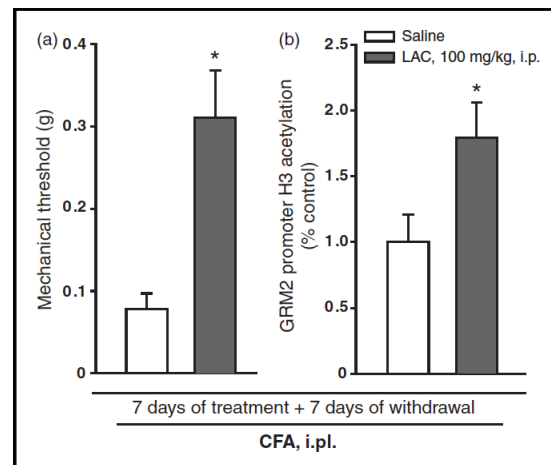 (a)
Mechanical threshold (g)
0.4
0.3
0.2
0.1
0
*
(b)
GRM2 promoter H3 acetylation
(% control)
2.5
2.0
1.5
1.0
0.5
0
*
Saline
LAC, 100 mg/kg, i.p.
7 days of treatment + 7 days of withdrawal
CFA, i.pl.